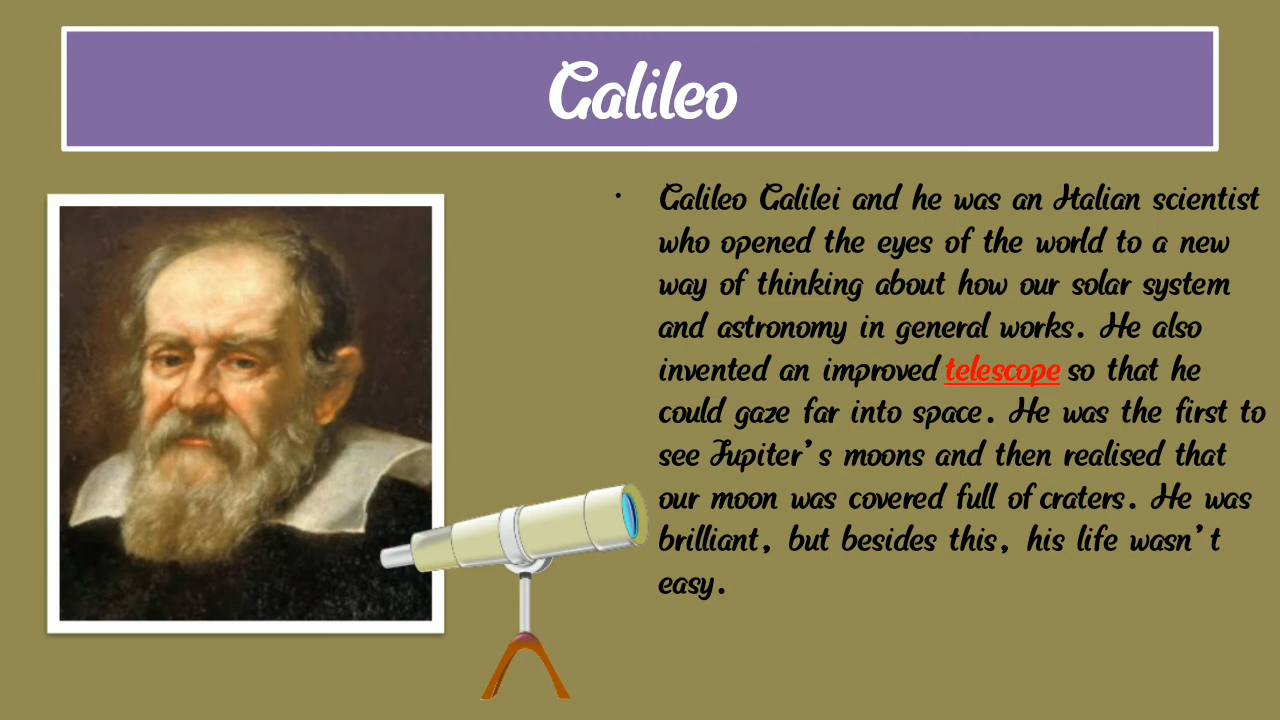 Galileo
• Galileo Galilei and he was an Italian scientist
who opened the eyes of the world to a new
way of thinking about how our solar system
and astronomy in general works. He also
invented an improved telescope so that he
could gaze far into space. He was the first to
see Jupiter's moons and then realised that
our moon was covered full of craters. He was
brilliant, but besides this, his life wasn't
easy.